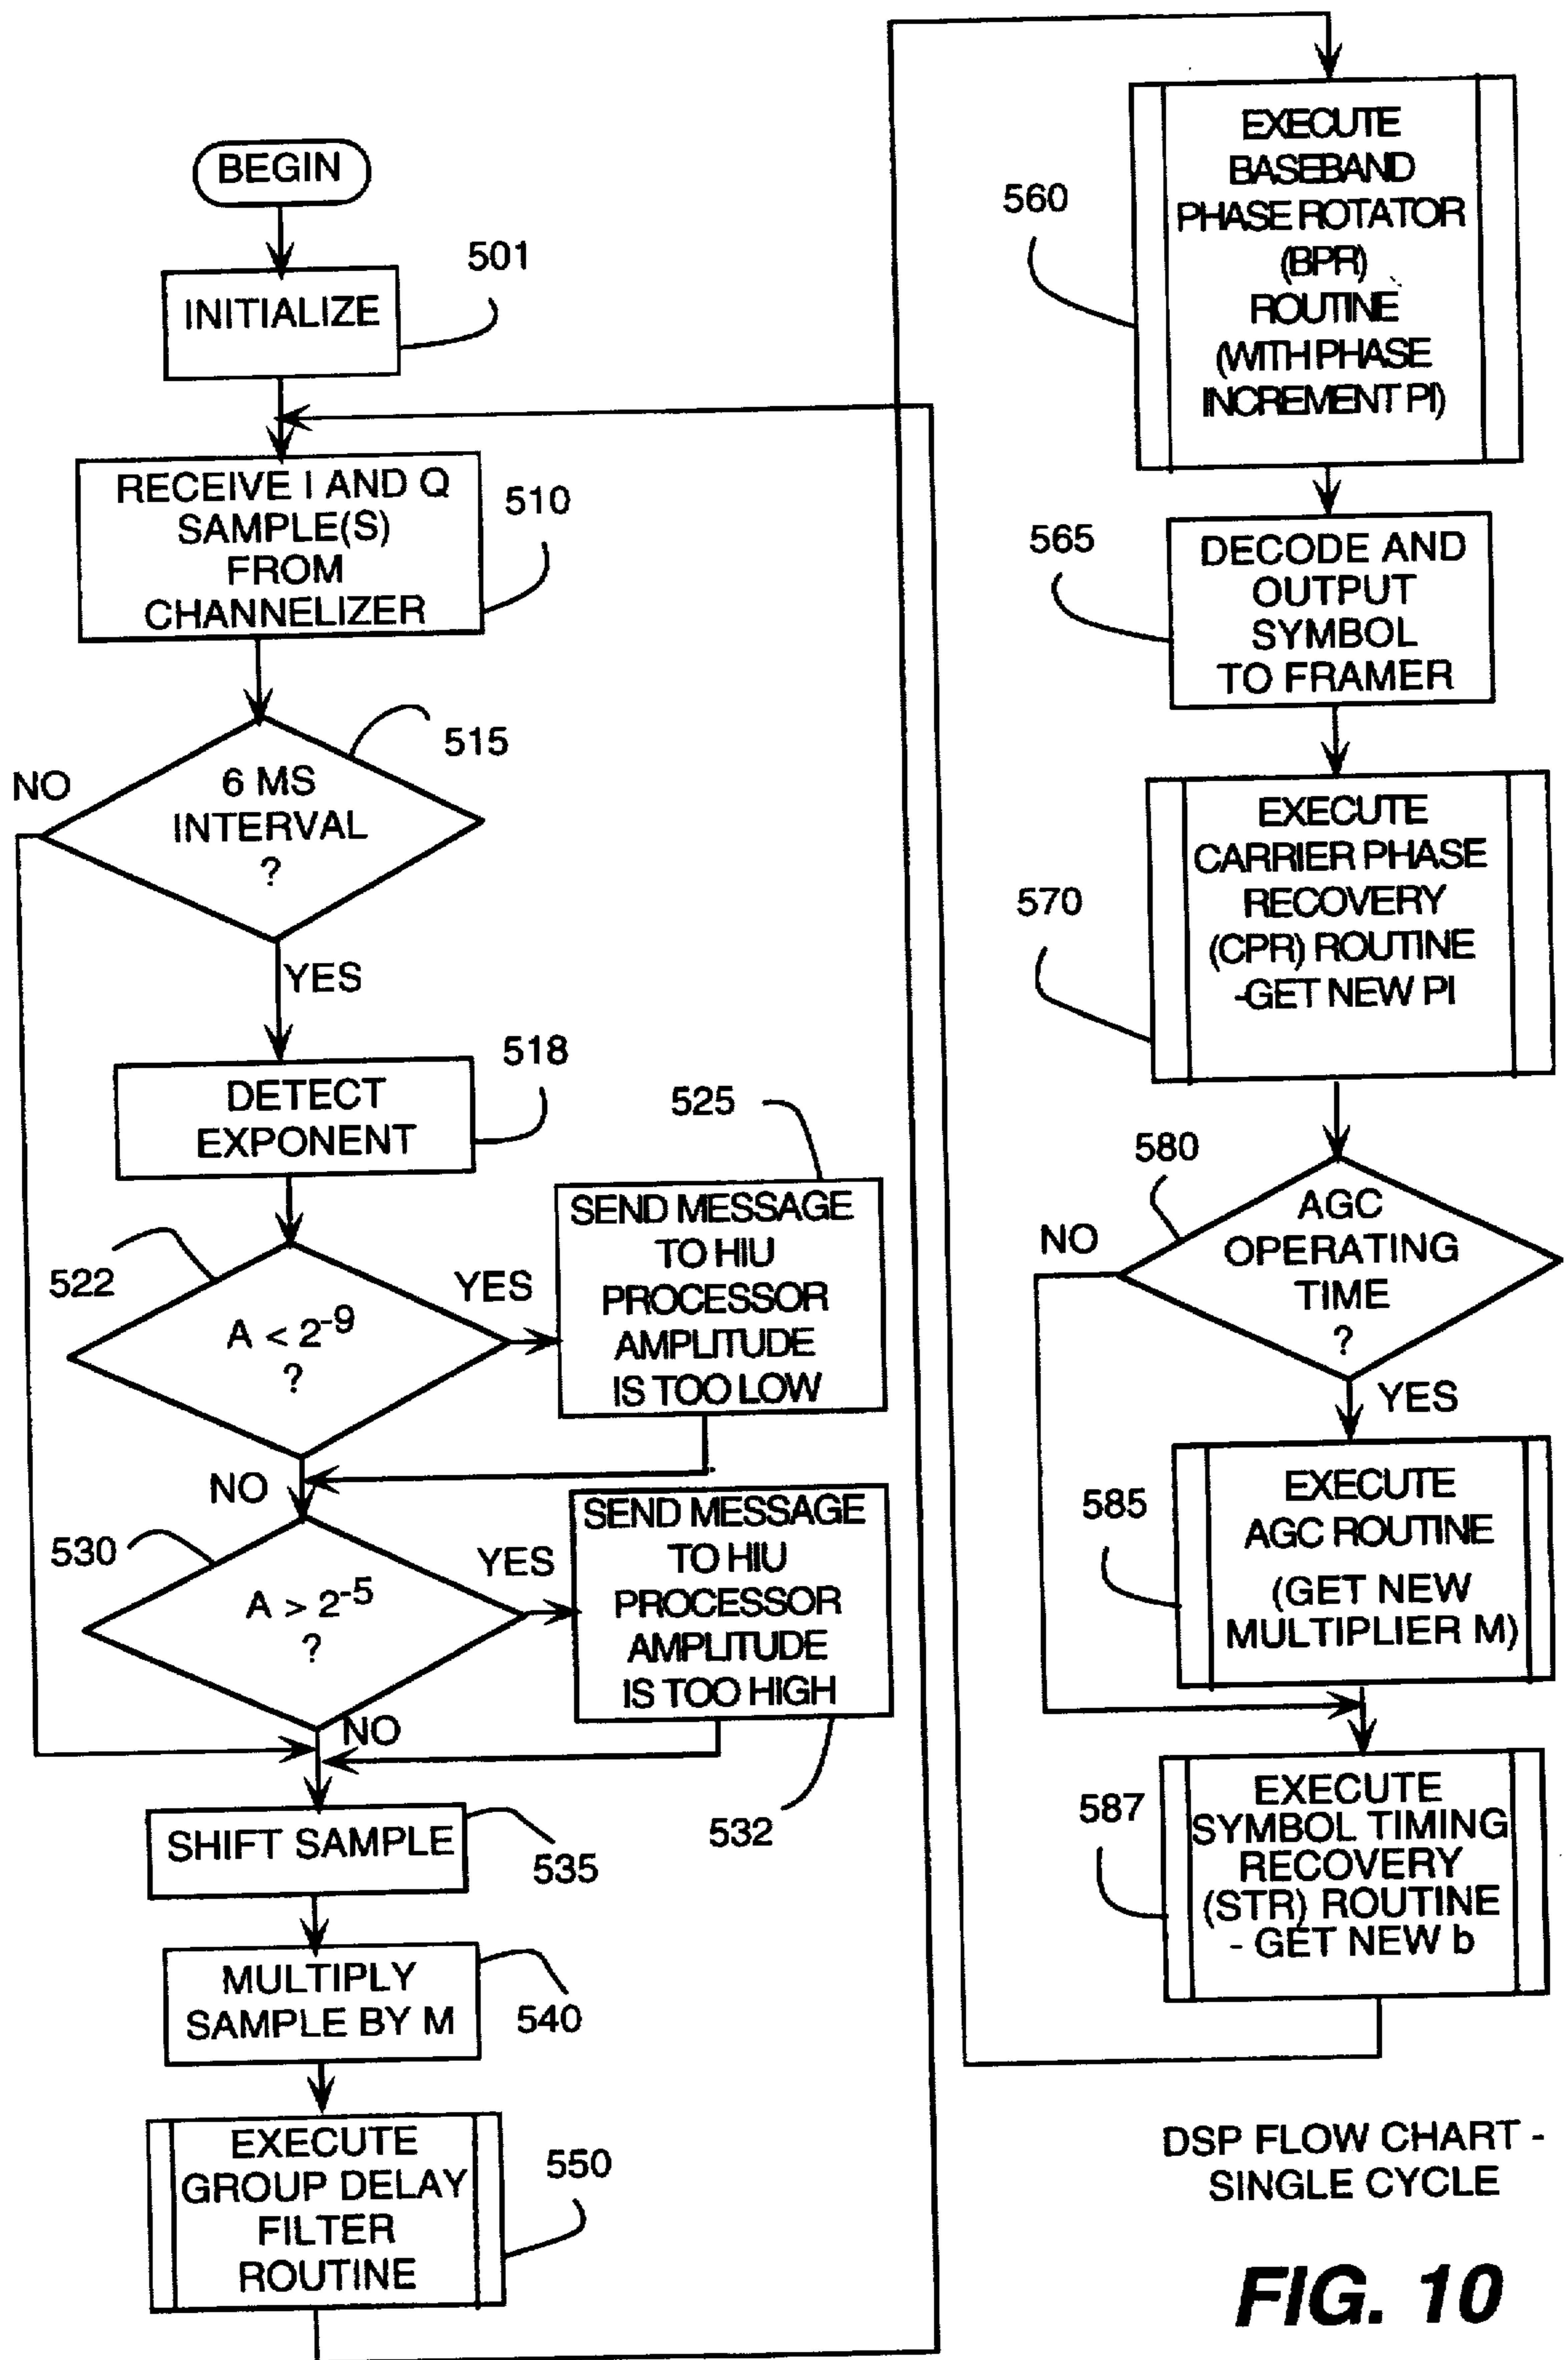 BEGIN
INITIALIZE
501
RECEIVE I AND Q
SAMPLE(S)
FROM
CHANNELIZER
510
6 MS
INTERVAL
?
515
NO
YES
DETECT
EXPONENT
518
A < 2⁻⁹
?
522
YES
NO
SEND MESSAGE
TO HIU
PROCESSOR
AMPLITUDE
IS TOO LOW
525
A > 2⁻⁵
?
530
YES
NO
SEND MESSAGE
TO HIU
PROCESSOR
AMPLITUDE
IS TOO HIGH
532
SHIFT SAMPLE
535
MULTIPLY
SAMPLE BY M
540
EXECUTE
GROUP DELAY
FILTER
ROUTINE
550
EXECUTE
BASEBAND
PHASE ROTATOR
(BPR)
ROUTINE
(WITH PHASE
INCREMENT PI)
560
DECODE AND
OUTPUT
SYMBOL
TO FRAMER
565
EXECUTE
CARRIER PHASE
RECOVERY
(CPR) ROUTINE
-GET NEW PI
570
AGC
OPERATING
TIME
?
580
NO
YES
EXECUTE
AGC ROUTINE
(GET NEW
MULTIPLIER M)
585
EXECUTE
SYMBOL TIMING
RECOVERY
(STR) ROUTINE
- GET NEW b
587
DSP FLOW CHART -
SINGLE CYCLE
FIG. 10